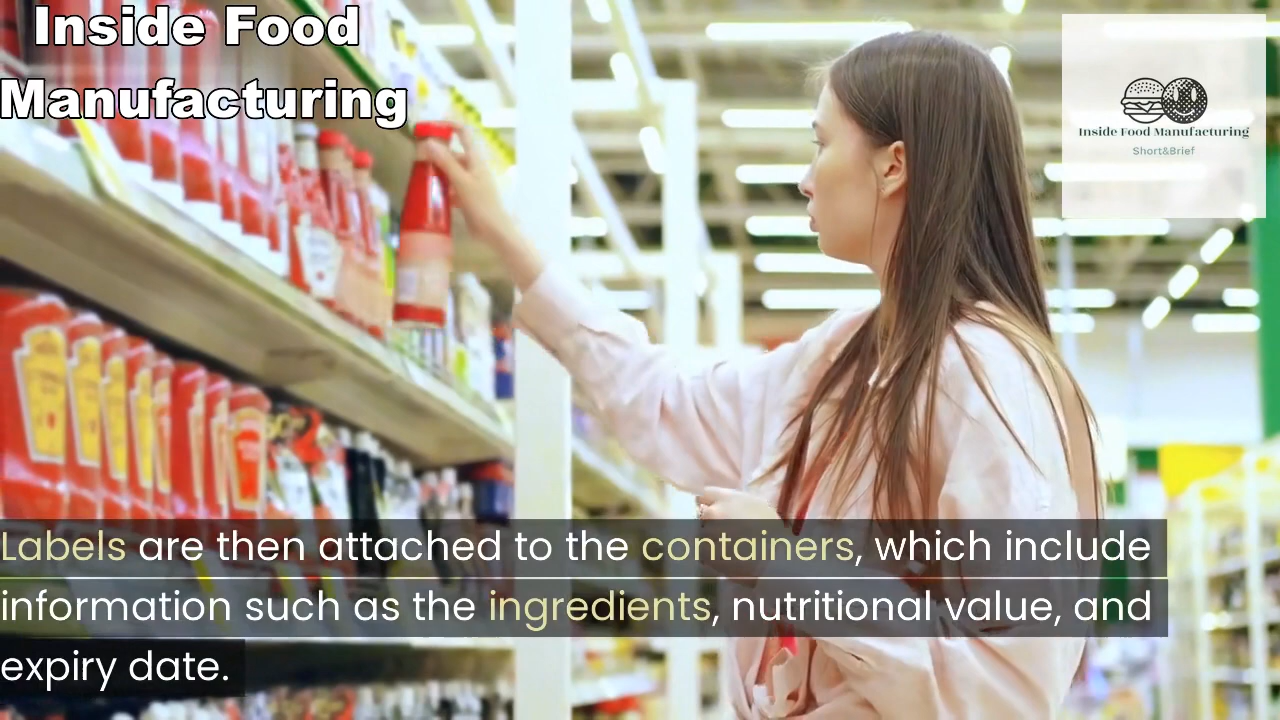 Inside Food
Manufacturing
Inside Food Manufacturing
Short&Brief
Labels are then attached to the containers, which include
information such as the ingredients, nutritional value, and
expiry date.